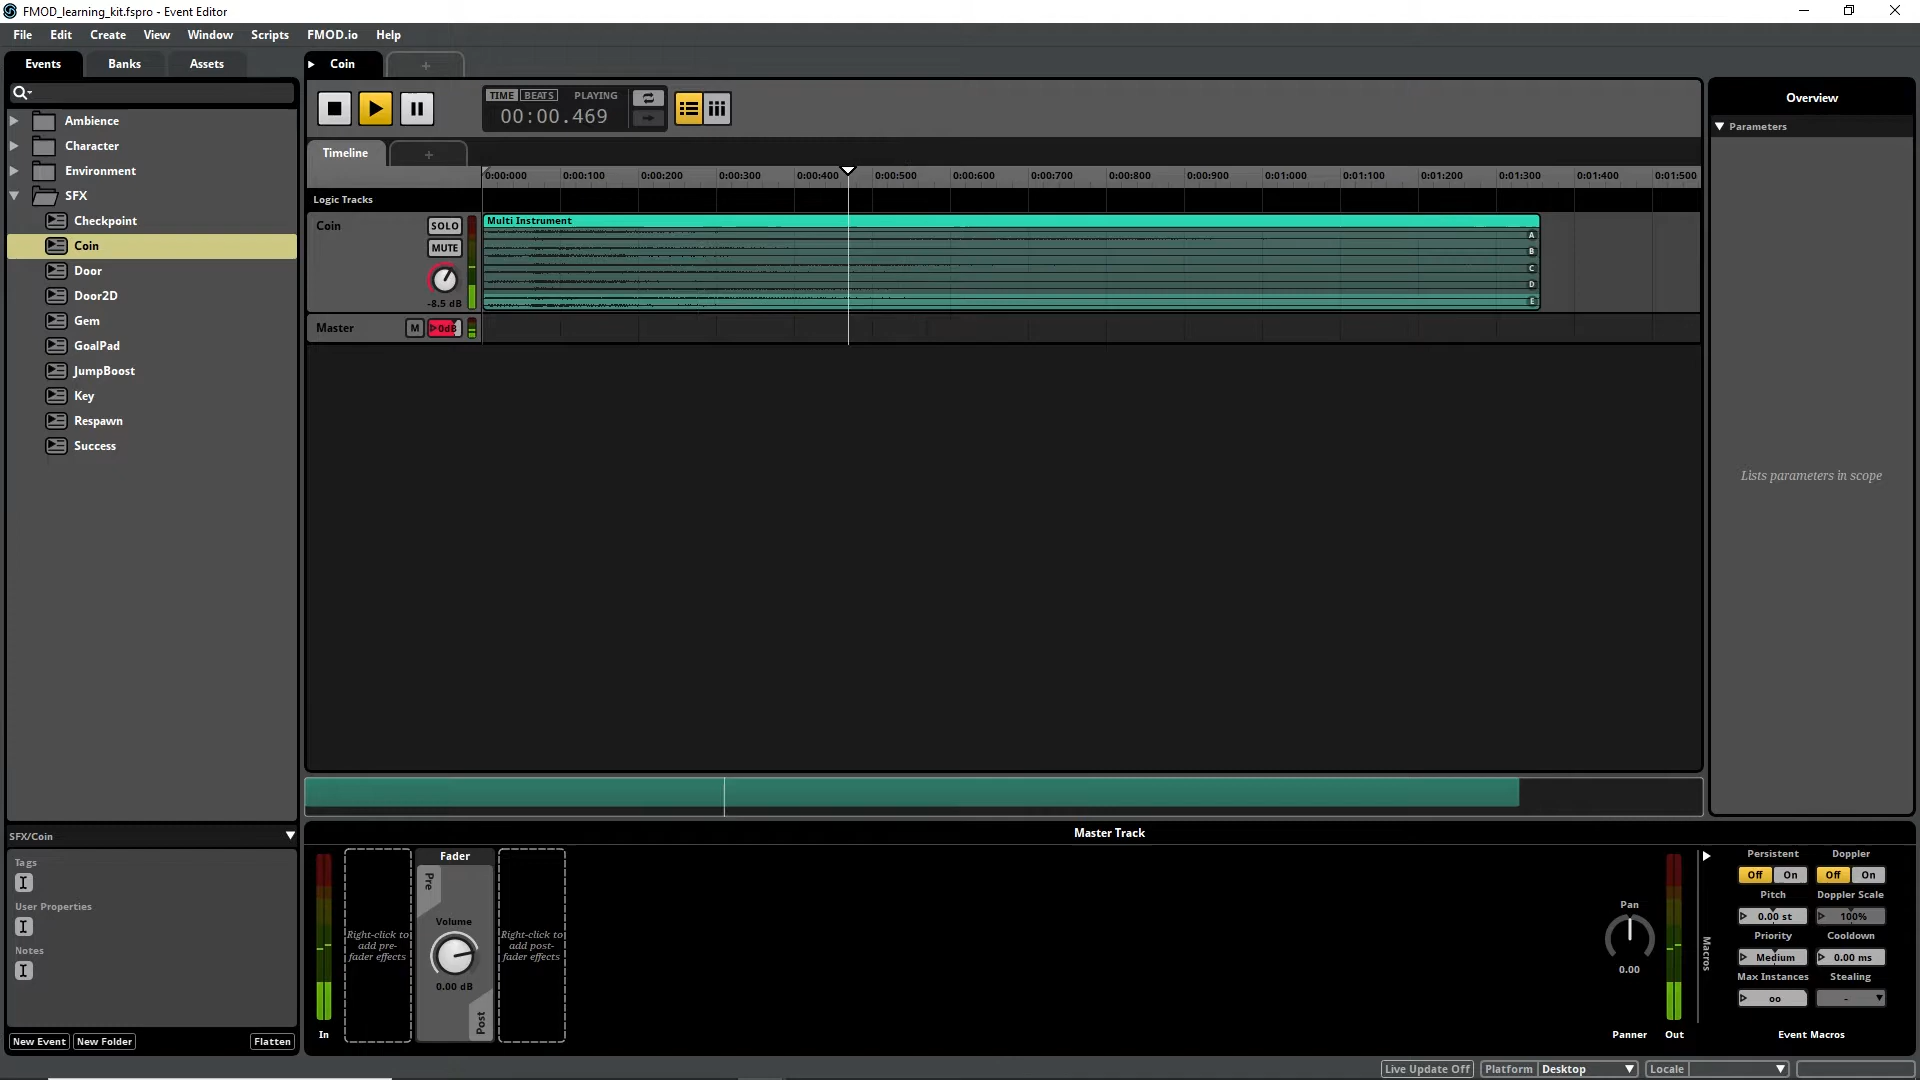 FMOD_learning_kit.fspro - Event Editor
File Edit Create View Window Scripts FMOD.io Help
Events Banks Assets
Coin
TIME BEATS PLAYING
00:00.469
Ambience
Character
Environment
SFX
Checkpoint
Coin
Door
Door2D
Gem
GoalPad
JumpBoost
Key
Respawn
Success
Timeline
0:00:000 0:00:100 0:00:200 0:00:300 0:00:400 0:00:500 0:00:600 0:00:700 0:00:800 0:00:900 0:01:000 0:01:100 0:01:200 0:01:300 0:01:400 0:01:500
Logic Tracks
Coin SOLO
MUTE
-8.5 dB
Multi Instrument
A
B
C
D
E
Master M 0dB
Overview
Parameters
Lists parameters in scope
SFX/Coin
Tags
User Properties
Notes
New Event New Folder Flatten
Master Track
In
Right-click to
add pre-
fader effects
Fader
Pre
Volume
0.00 dB
Post
Right-click to
add post-
fader effects
Pan
0.00
Panner
Out
Macros
Persistent Doppler
Off On Off On
Pitch Doppler Scale
0.00 st 100%
Priority Cooldown
Medium 0.00 ms
Max Instances Stealing
oo -
Event Macros
Live Update Off Platform Desktop Locale